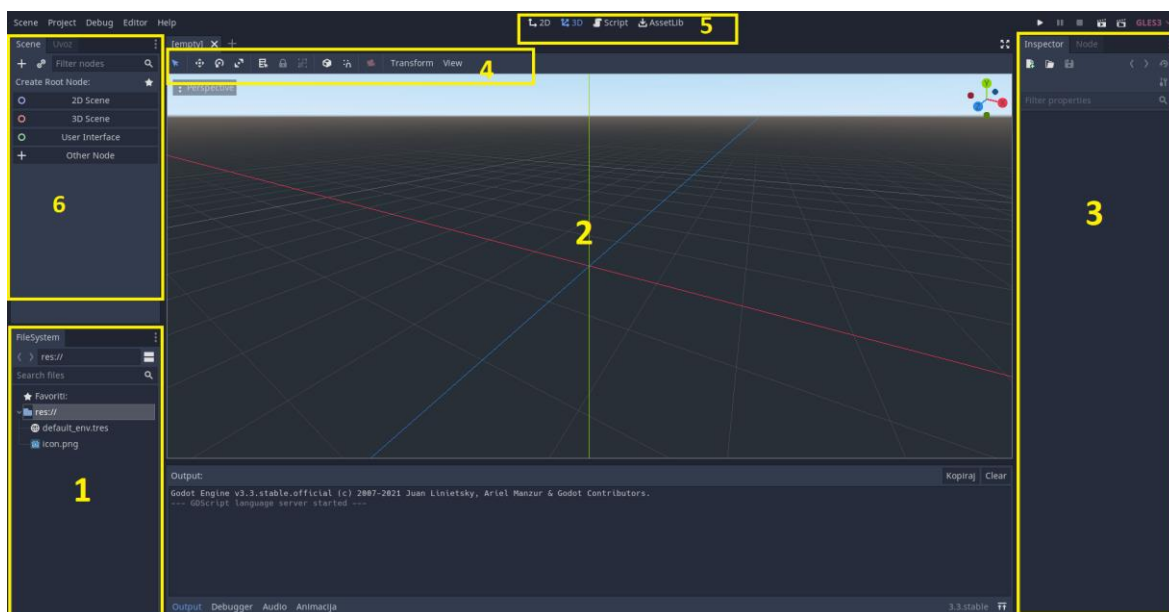 Scene Project Debug Editor Help
2D 3D Script AssetLib 5
GLES3
Scene Uvoz
Filter nodes
Create Root Node:
2D Scene
3D Scene
User Interface
Other Node
6
FileSystem
res://
Search files
Favoriti:
res://
default_env.tres
icon.png
1
[empty]
Transform View 4
Perspective
Y
X
Z
2
Output: Kopiraj Clear
Godot Engine v3.3.stable.official (c) 2007-2021 Juan Linietsky, Ariel Manzur & Godot Contributors.
--- GDScript language server started ---
Output Debugger Audio Animacija 3.3.stable
Inspector Node
Filter properties
3